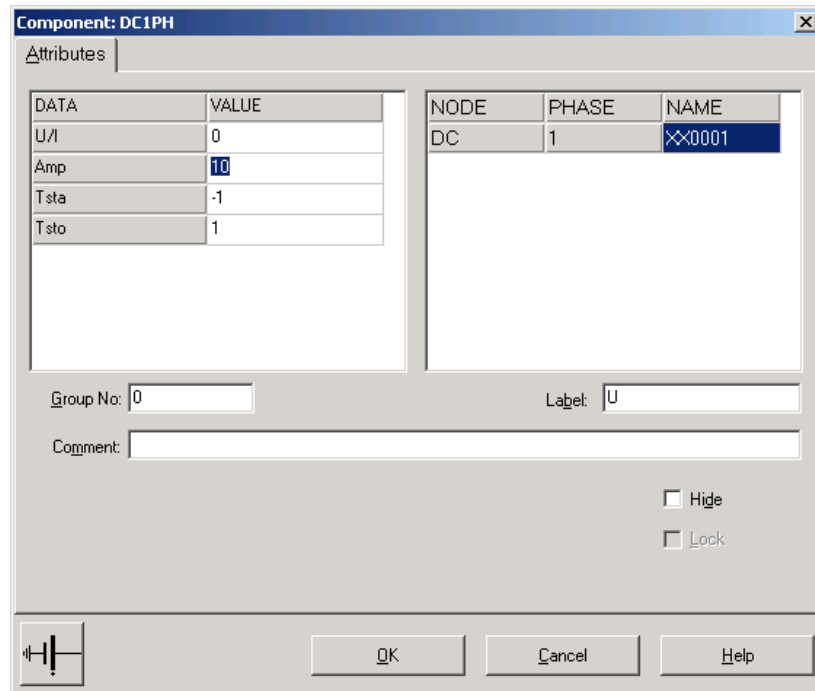 Component: DC1PH
Attributes
DATA VALUE
U/I 0
Amp 10
Tsta -1
Tsto 1
NODE PHASE NAME
DC 1 XX0001
Group No: 0
Label: U
Comment:
Hide
Lock
OK Cancel Help